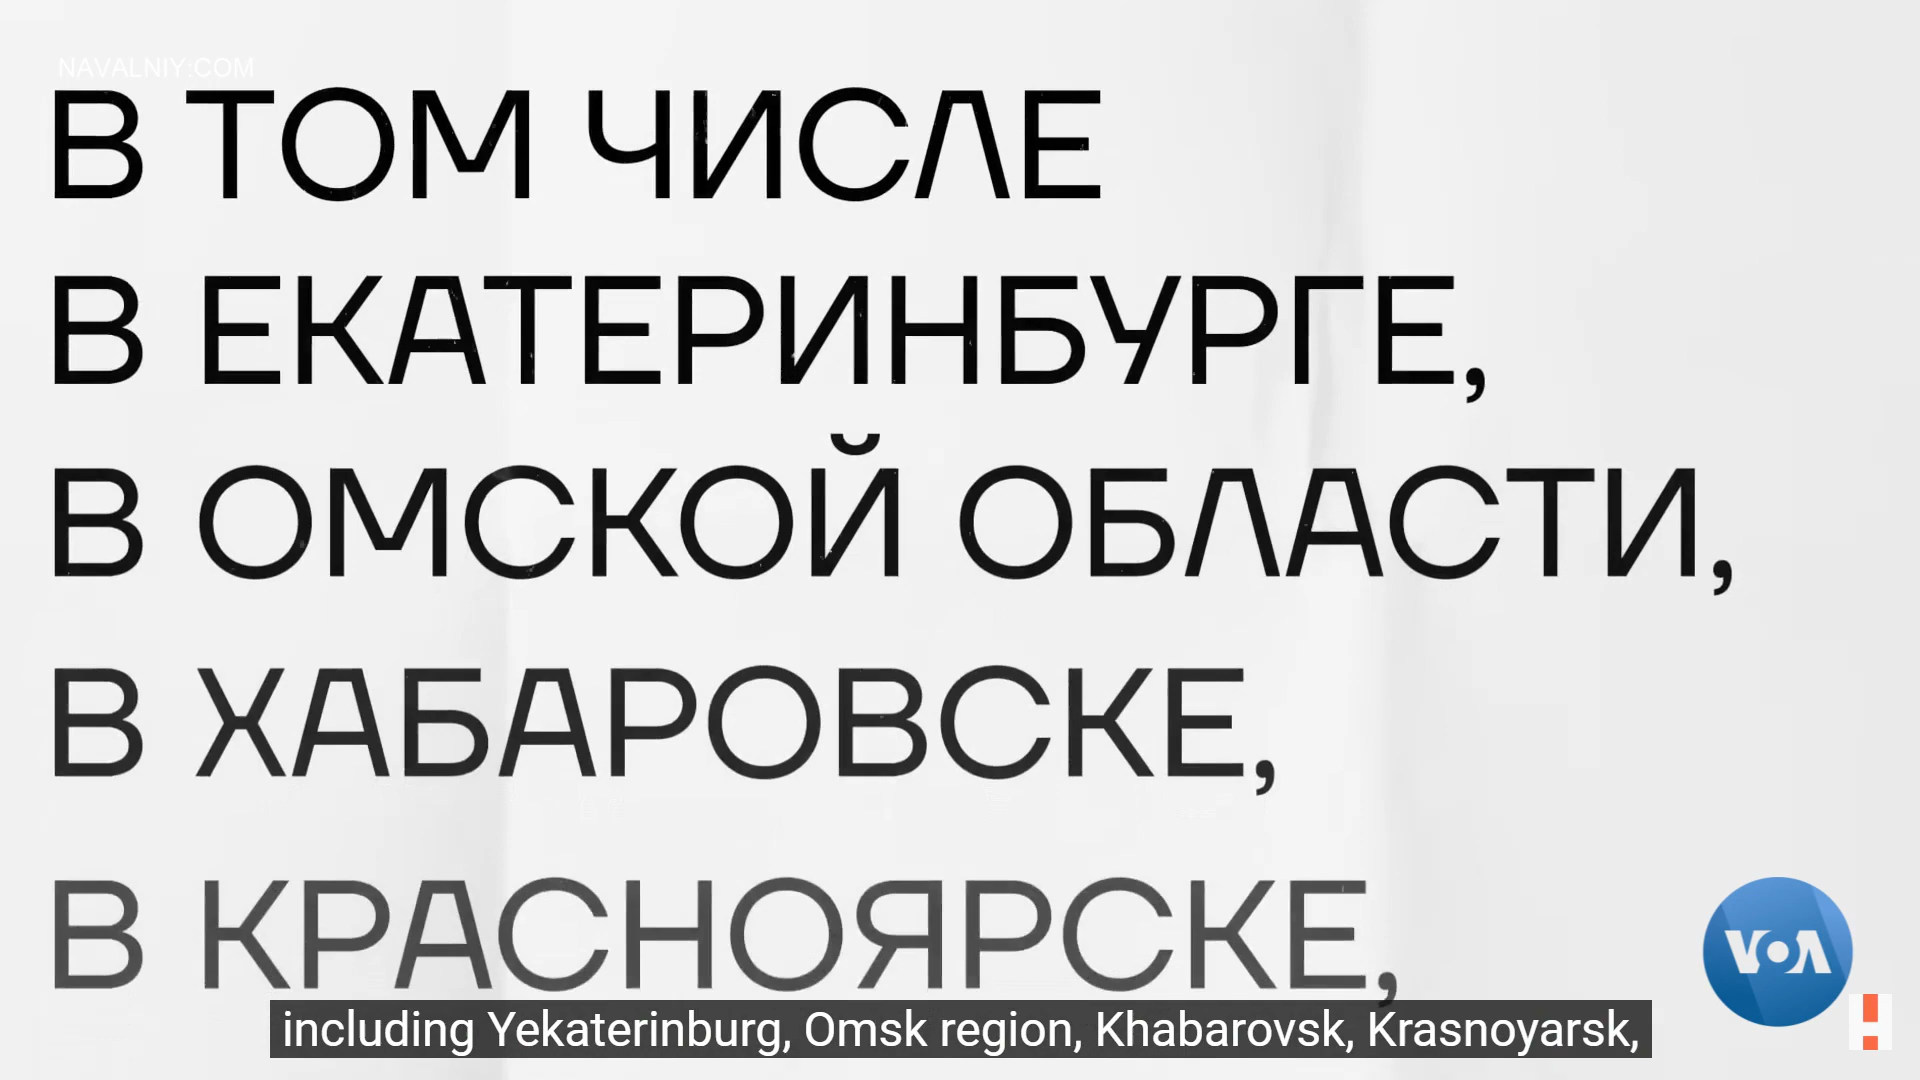 NAVALNIY.COM
В ТОМ ЧИСЛЕ
В ЕКАТЕРИНБУРГЕ,
В ОМСКОЙ ОБЛАСТИ,
В ХАБАРОВСКЕ,
В КРАСНОЯРСКЕ,
VOA
including Yekaterinburg, Omsk region, Khabarovsk, Krasnoyarsk,